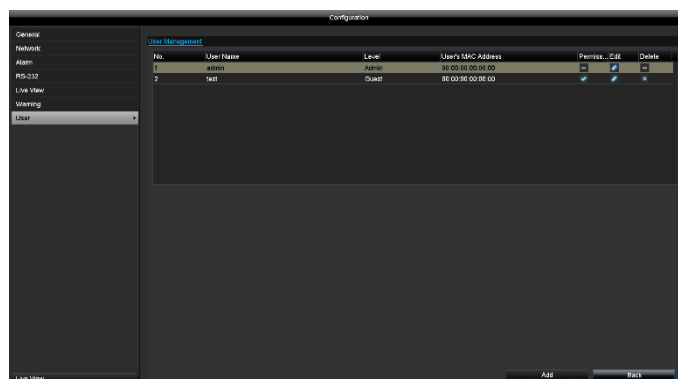 Configuration
General
Network
Alarm
RS-232
Live View
Warning
User
User Management
No. User Name Level User's MAC Address Permiss... Edit Delete
1 admin Admin 00:00:00:00:00:00
2 test Guest 00:00:00:00:00:00
Live View
Add Back